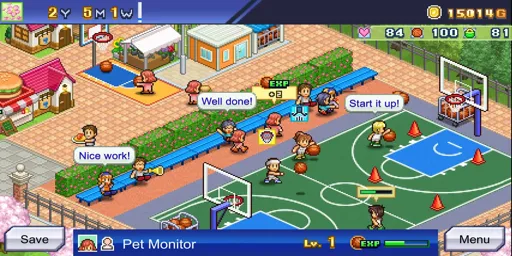 2Y 5M 1W
15014G
84 100 81
EXP
Well done!
Start it up!
Nice work!
Save
Pet Monitor
Lv. 1
EXP
Menu